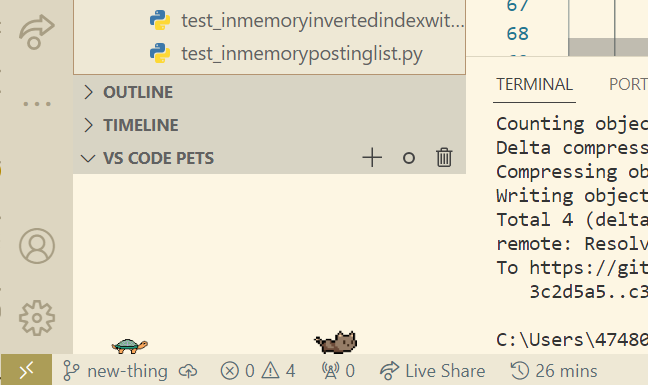 test_inmemoryinvertedindexwit...
test_inmemorypostinglist.py
OUTLINE
TIMELINE
VS CODE PETS
67
68
TERMINAL PORT
Counting objec
Delta compress
Compressing ob
Writing object
Total 4 (delta
remote: Resolv
To https://git
3c2d5a5..c3
C:\Users\47480
new-thing 0 4 0 Live Share 26 mins